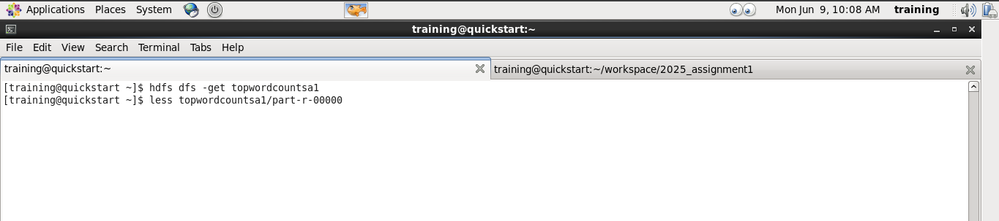 Applications Places System Mon Jun 9, 10:08 AM training
training@quickstart:~
File Edit View Search Terminal Tabs Help
training@quickstart:~ training@quickstart:~/workspace/2025_assignment1
[training@quickstart ~]$ hdfs dfs -get topwordcountsa1
[training@quickstart ~]$ less topwordcountsa1/part-r-00000